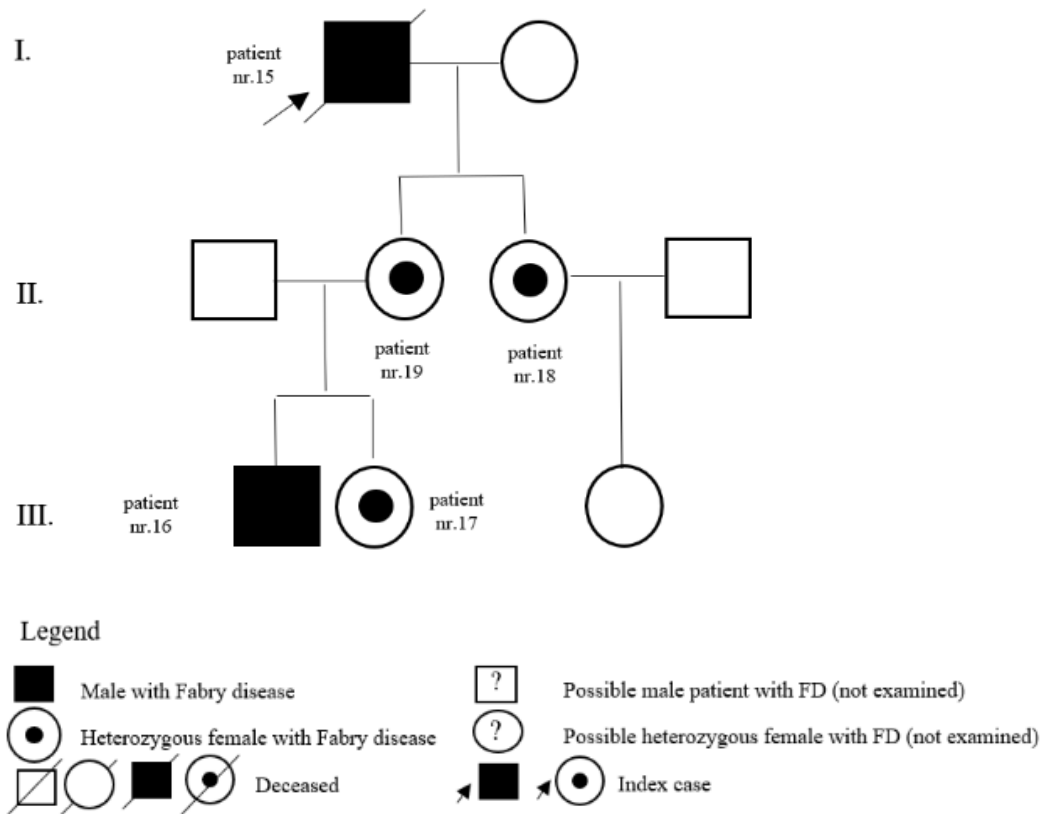 I.
patient
nr.15
II.
patient
nr.19
patient
nr.18
III.
patient
nr.16
patient
nr.17
Legend
Male with Fabry disease
? Possible male patient with FD (not examined)
Heterozygous female with Fabry disease
? Possible heterozygous female with FD (not examined)
Deceased
Index case